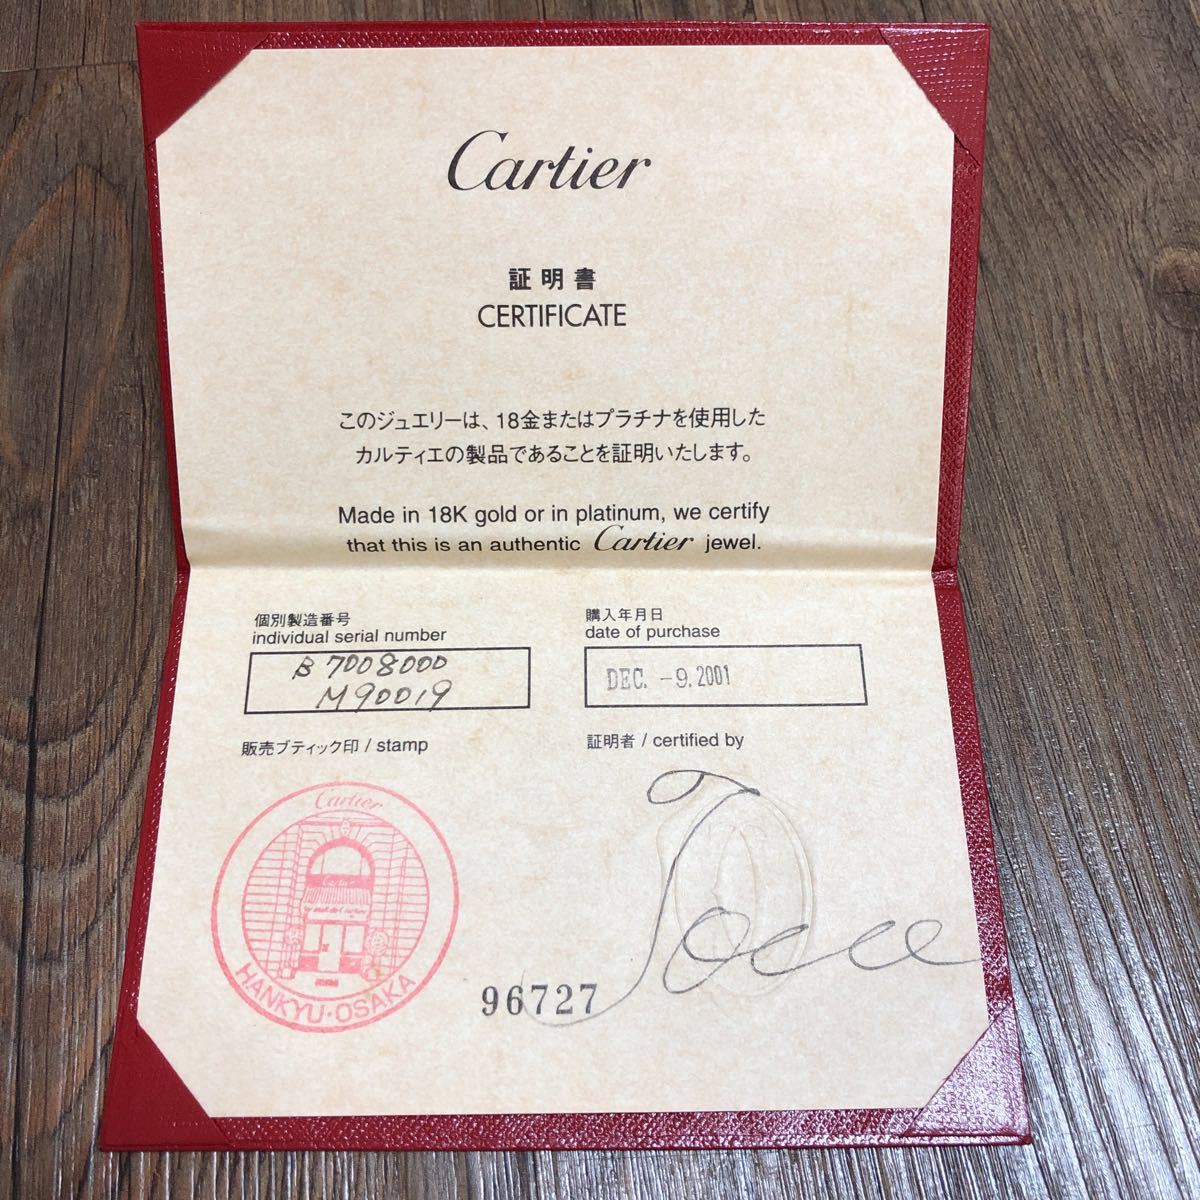 Cartier
証明書
CERTIFICATE
このジュエリーは、18金またはプラチナを使用した
カルティエの製品であることを証明いたします。
Made in 18K gold or in platinum, we certify
that this is an authentic Cartier jewel.
個別製造番号
individual serial number
B7008000
M90019
購入年月日
date of purchase
DEC. -9. 2001
販売ブティック印 / stamp
証明者 / certified by
Cartier
Cartier
HANKYU・OSAKA
96727